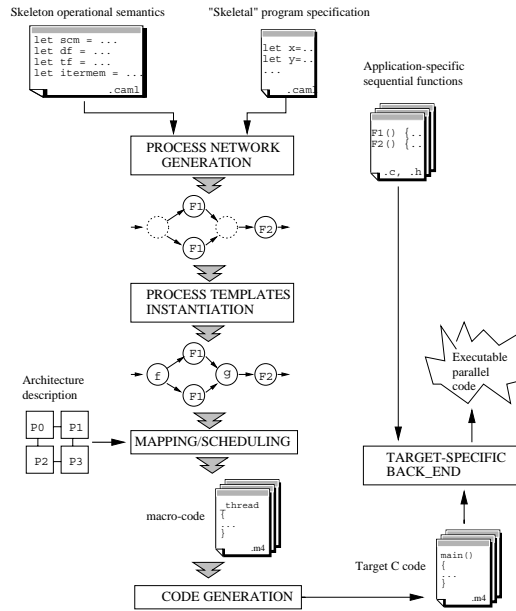 Skeleton operational semantics
"Skeletal" program specification
let scm = ...
let df = ...
let tf = ...
let itermem = ...
.caml
let x=..
let y=..
...
.caml
Application-specific
sequential functions
F1() {..
F2() {..
.c, .h
PROCESS NETWORK
GENERATION
F1
F2
F1
PROCESS TEMPLATES
INSTANTIATION
F1
f
g
F2
F1
Executable
parallel
code
Architecture
description
P0
P1
P2
P3
MAPPING/SCHEDULING
TARGET-SPECIFIC
BACK_END
macro-code
_thread
{
...
}
.m4
Target C code
main()
{
...
}
.m4
CODE GENERATION